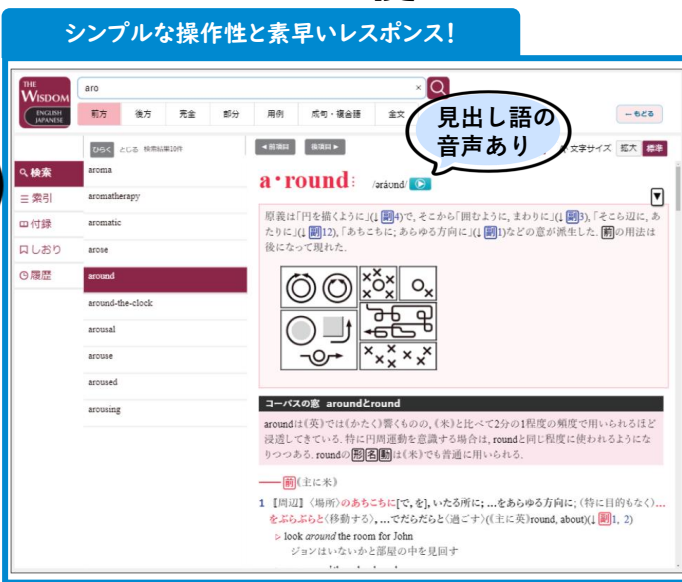 シンプルな操作性と素早いレスポンス!
THE
WISDOM
ENGLISH
JAPANESE
aro ×
前方 後方 完全 部分 用例 成句・複合語 全文
←もどる
見出し語の
音声あり
ひらく とじる 検索結果10件
◀前項目 後項目▶
文字サイズ 拡大 標準
検索
索引
付録
しおり
履歴
aroma
aromatherapy
aromatic
arose
around
around-the-clock
arousal
arouse
aroused
arousing
a・round /əráund/
原義は「円を描くように」(↓副4)で, そこから「囲むように, まわりに」(↓副3), 「そこら辺に, あ
たりに」(↓副12), 「あちこちに; あらゆる方向に」(↓副1)などの意が派生した. 前の用法は
後になって現れた.
コーパスの窓 aroundとround
aroundは《英》では《かたく》響くものの, 《米》と比べて2分の1程度の頻度で用いられるほど
浸透してきている. 特に円周運動を意識する場合は, roundと同じ程度に使われるようにな
りつつある. roundの形名動は《米》でも普通に用いられる.
――前(主に米)
1 【周辺】〈場所〉のあちこちに[で, を], いたる所に; …をあらゆる方向に; (特に目的もなく)…
をぶらぶらと〈移動する〉, …でだらだらと〈過ごす〉(《主に英》round, about)(↓副1, 2)
▹ look around the room for John
ジョンはいないかと部屋の中を見回す